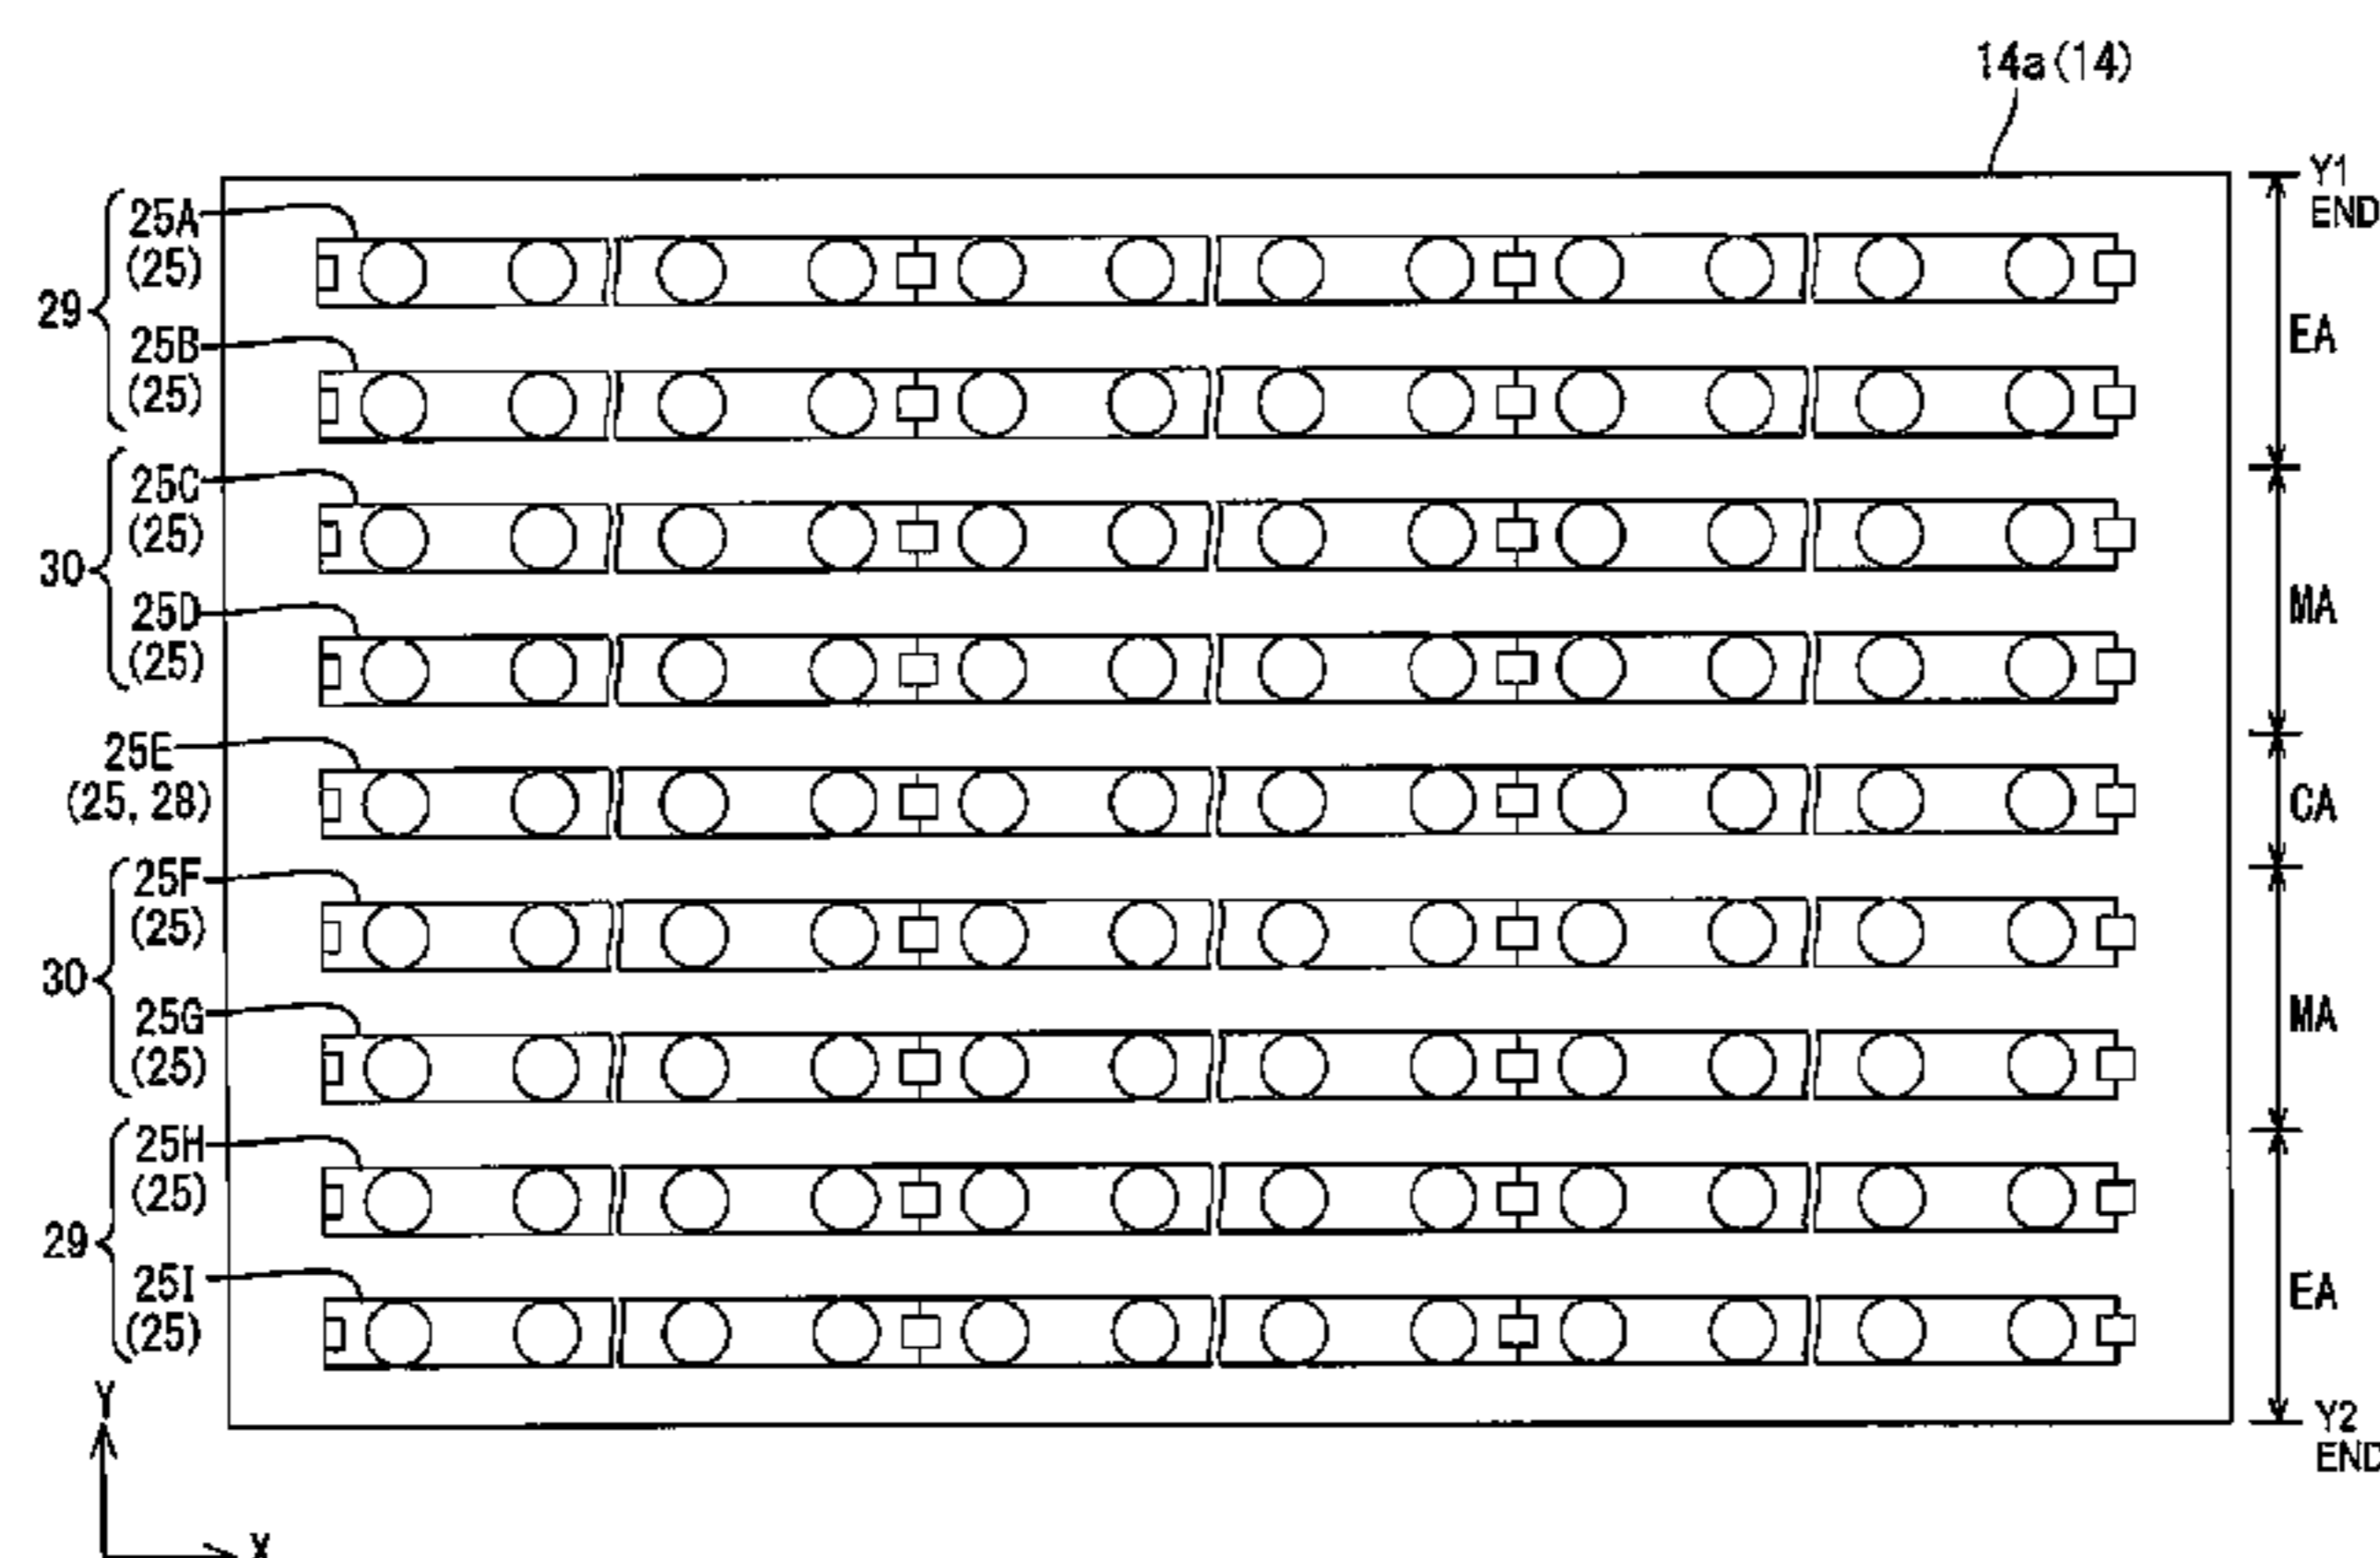 14a(14)
Y1
END
25A
(25)
29
25B
(25)
EA
25C
(25)
30
25D
(25)
MA
25E
(25, 28)
CA
25F
(25)
30
25G
(25)
MA
25H
(25)
29
25I
(25)
EA
Y2
END
Y
X